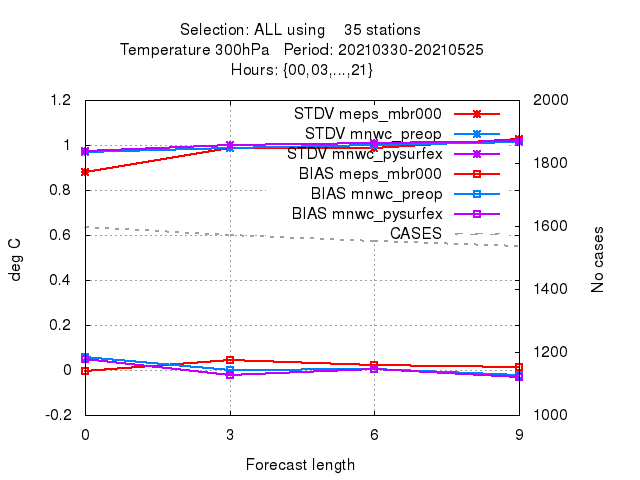 Selection: ALL using    35 stations
Temperature 300hPa   Period: 20210330-20210525
Hours: {00,03,...,21}
1.2
1
0.8
0.6
0.4
0.2
0
-0.2
deg C
STDV meps_mbr000
STDV mnwc_preop
STDV mnwc_pysurfex
BIAS meps_mbr000
BIAS mnwc_preop
BIAS mnwc_pysurfex
CASES
2000
1800
1600
1400
1200
1000
No cases
0 3 6 9
Forecast length